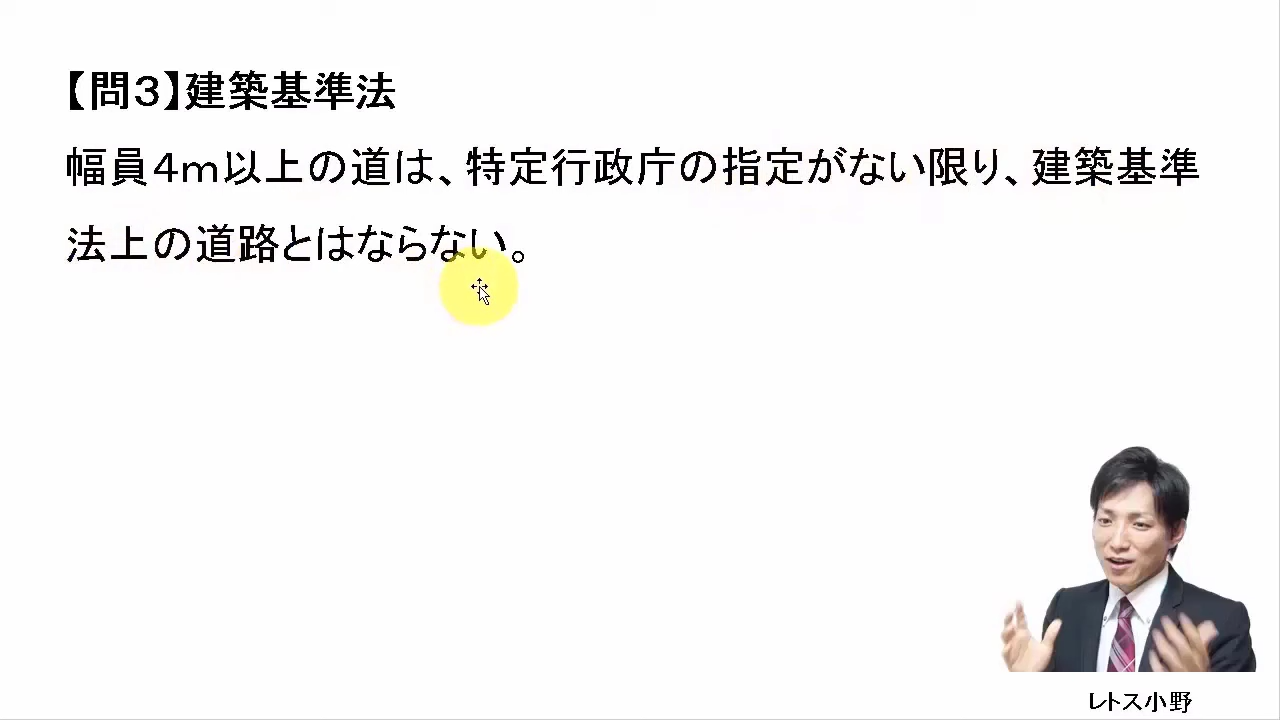 【問３】建築基準法
幅員４ｍ以上の道は、特定行政庁の指定がない限り、建築基準
法上の道路とはならない。
レトス小野